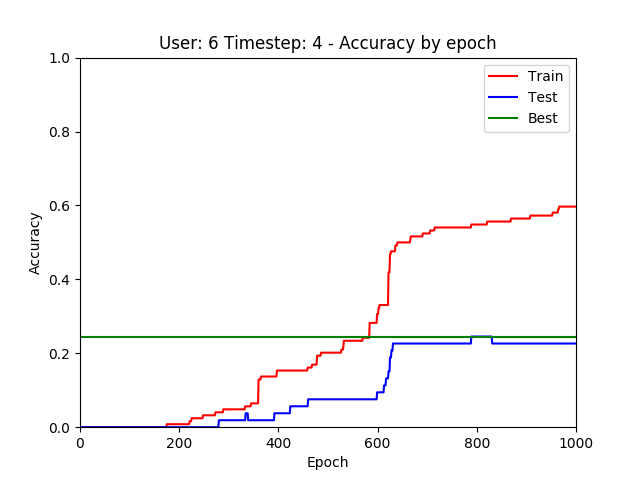 User: 6 Timestep: 4 - Accuracy by epoch
1.0
0.8
0.6
0.4
0.2
0.0
Accuracy
Train
Test
Best
0 200 400 600 800 1000
Epoch